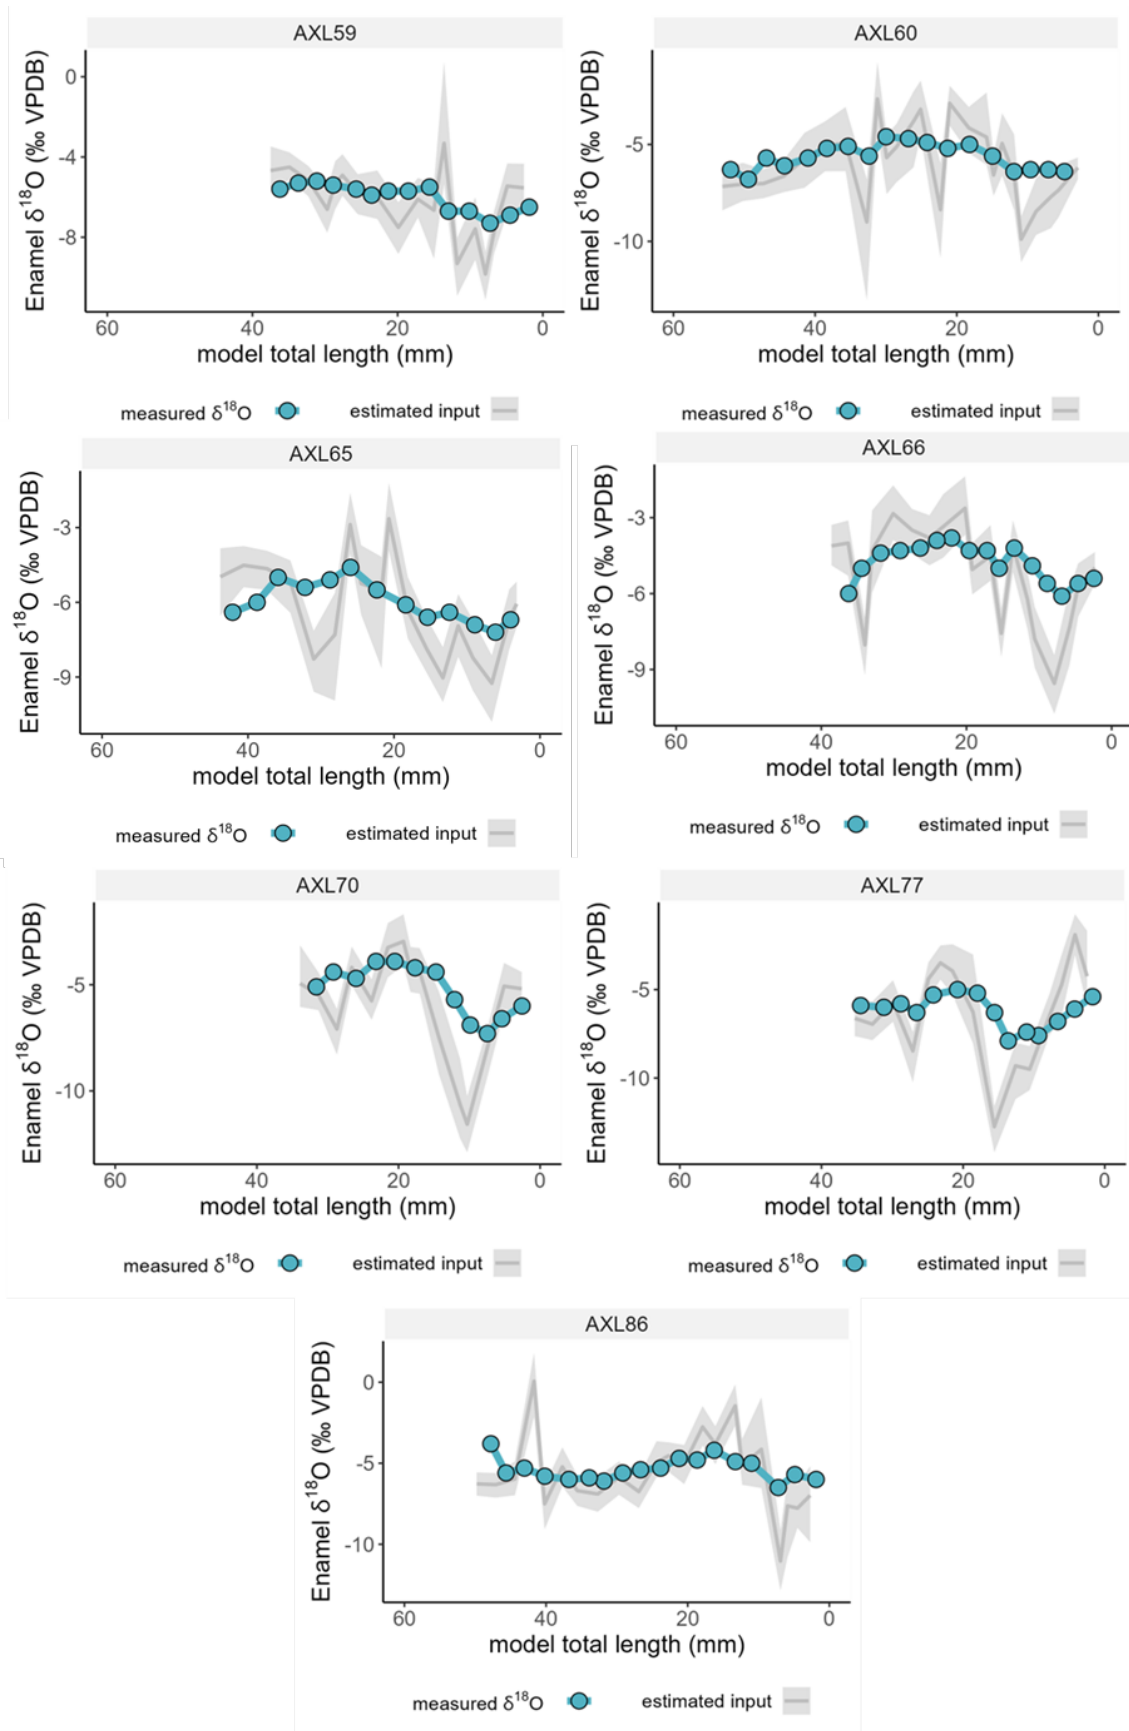 AXL59
Enamel δ¹⁸O (‰ VPDB)
0
-4
-8
60 40 20 0
model total length (mm)
measured δ¹⁸O estimated input
AXL60
Enamel δ¹⁸O (‰ VPDB)
-5
-10
60 40 20 0
model total length (mm)
measured δ¹⁸O estimated input
AXL65
Enamel δ¹⁸O (‰ VPDB)
-3
-6
-9
60 40 20 0
model total length (mm)
measured δ¹⁸O estimated input
AXL66
Enamel δ¹⁸O (‰ VPDB)
-3
-6
-9
60 40 20 0
model total length (mm)
measured δ¹⁸O estimated input
AXL70
Enamel δ¹⁸O (‰ VPDB)
-5
-10
60 40 20 0
model total length (mm)
measured δ¹⁸O estimated input
AXL77
Enamel δ¹⁸O (‰ VPDB)
-5
-10
60 40 20 0
model total length (mm)
measured δ¹⁸O estimated input
AXL86
Enamel δ¹⁸O (‰ VPDB)
0
-5
-10
60 40 20 0
model total length (mm)
measured δ¹⁸O estimated input